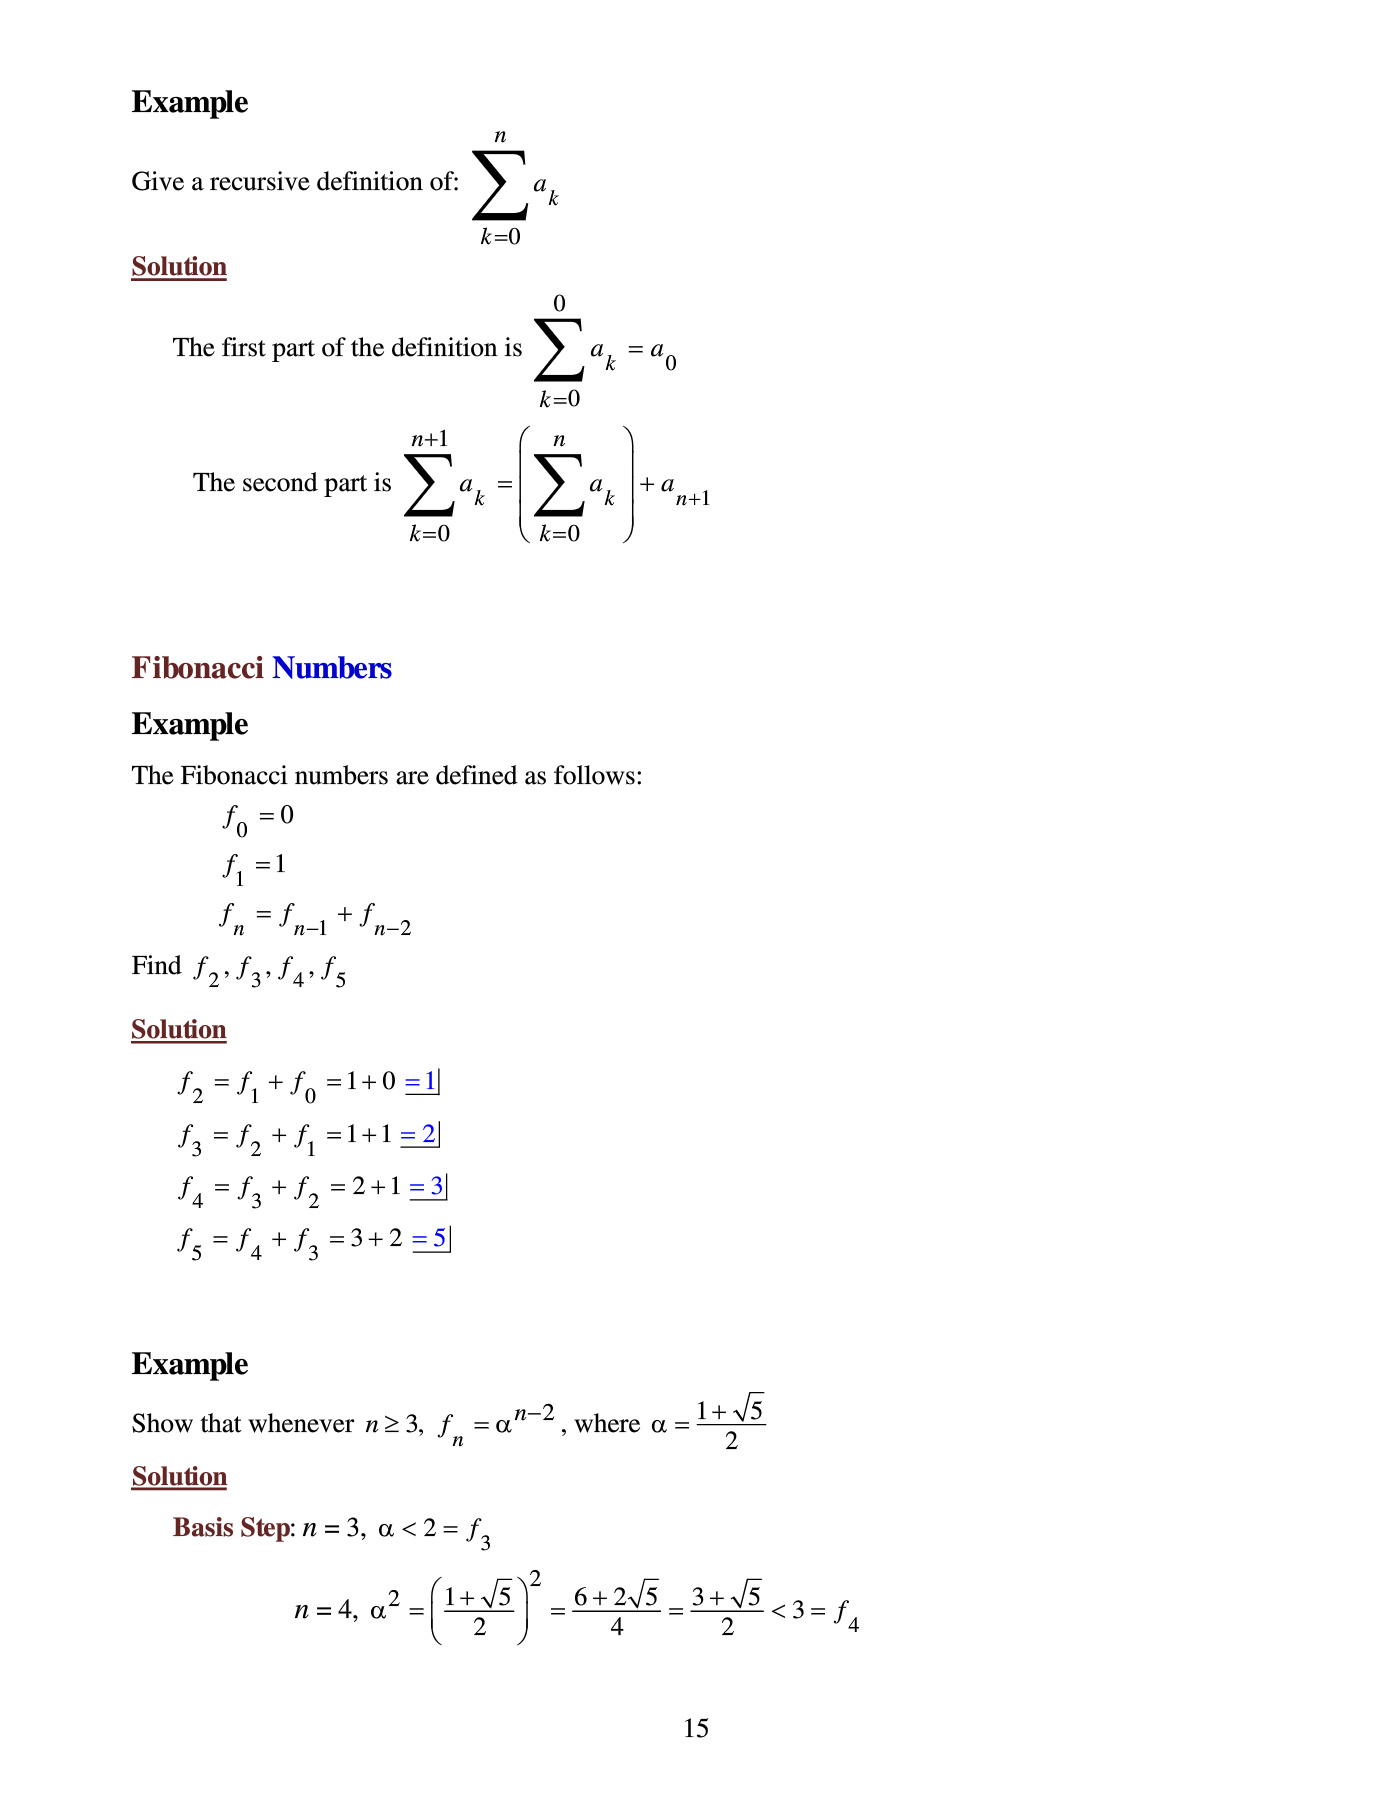 Example
Give a recursive definition of: $\sum_{k=0}^{n} a_k$
Solution
The first part of the definition is $\sum_{k=0}^{0} a_k = a_0$
The second part is $\sum_{k=0}^{n+1} a_k = \left( \sum_{k=0}^{n} a_k \right) + a_{n+1}$
Fibonacci Numbers
Example
The Fibonacci numbers are defined as follows:
$f_0 = 0$
$f_1 = 1$
$f_n = f_{n-1} + f_{n-2}$
Find $f_2, f_3, f_4, f_5$
Solution
$f_2 = f_1 + f_0 = 1 + 0 = 1$
$f_3 = f_2 + f_1 = 1 + 1 = 2$
$f_4 = f_3 + f_2 = 2 + 1 = 3$
$f_5 = f_4 + f_3 = 3 + 2 = 5$
Example
Show that whenever $n \geq 3$, $f_n = \alpha^{n-2}$, where $\alpha = \frac{1+\sqrt{5}}{2}$
Solution
Basis Step: $n = 3$, $\alpha < 2 = f_3$
$n = 4$, $\alpha^2 = \left( \frac{1+\sqrt{5}}{2} \right)^2 = \frac{6+2\sqrt{5}}{4} = \frac{3+\sqrt{5}}{2} < 3 = f_4$
15